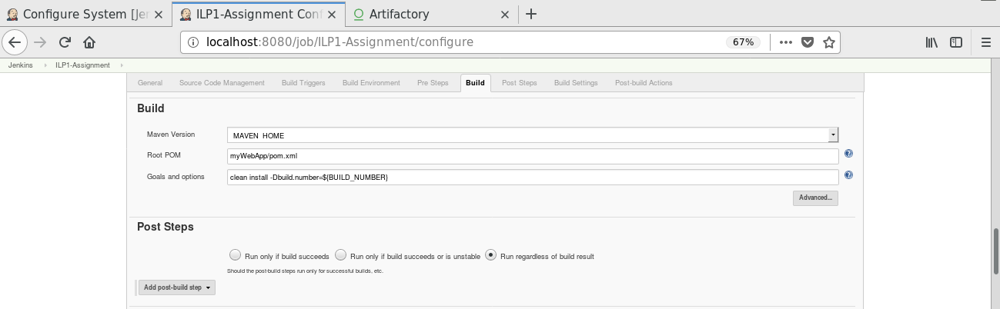 Configure System [Jer
ILP1-Assignment Conf
Artifactory
localhost:8080/job/ILP1-Assignment/configure
67%
Jenkins
ILP1-Assignment
General Source Code Management Build Triggers Build Environment Pre Steps Build Post Steps Build Settings Post-build Actions
Build
Maven Version
MAVEN HOME
Root POM
myWebApp/pom.xml
Goals and options
clean install -Dbuild.number=${BUILD_NUMBER}
Advanced...
Post Steps
Run only if build succeeds Run only if build succeeds or is unstable Run regardless of build result
Should the post-build steps run only for successful builds, etc.
Add post-build step